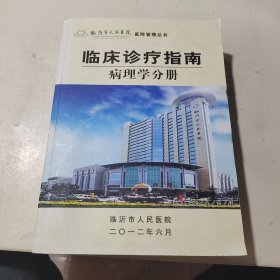 临沂市人民医院 医院管理丛书
临床诊疗指南
病理学分册
临沂市人民医院
二〇一二年六月